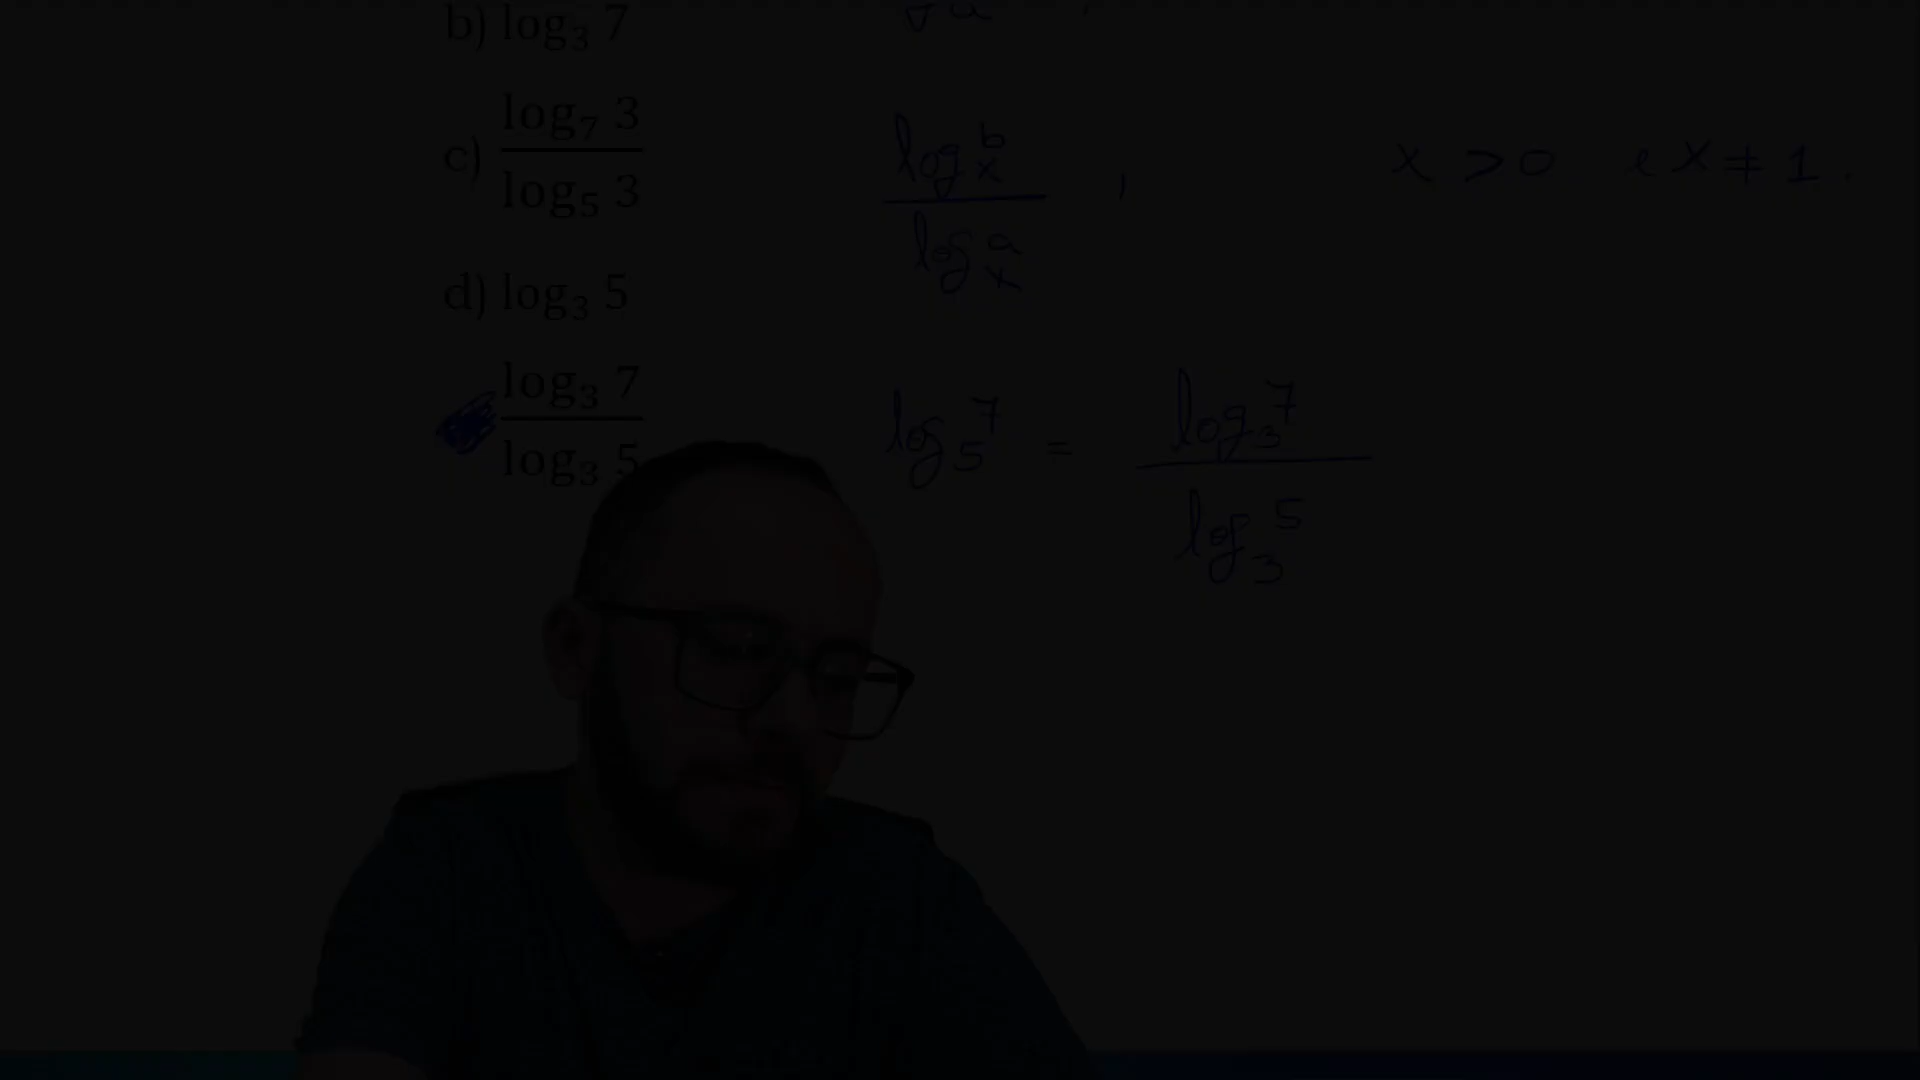 b) log₃ 7
c) log₇ 3 / log₅ 3
d) log₃ 5
log₃ 7 / log₃ 5
log_x b / log_x a , x > 0 e x ≠ 1.
log₅ 7 = log₃ 7 / log₃ 5